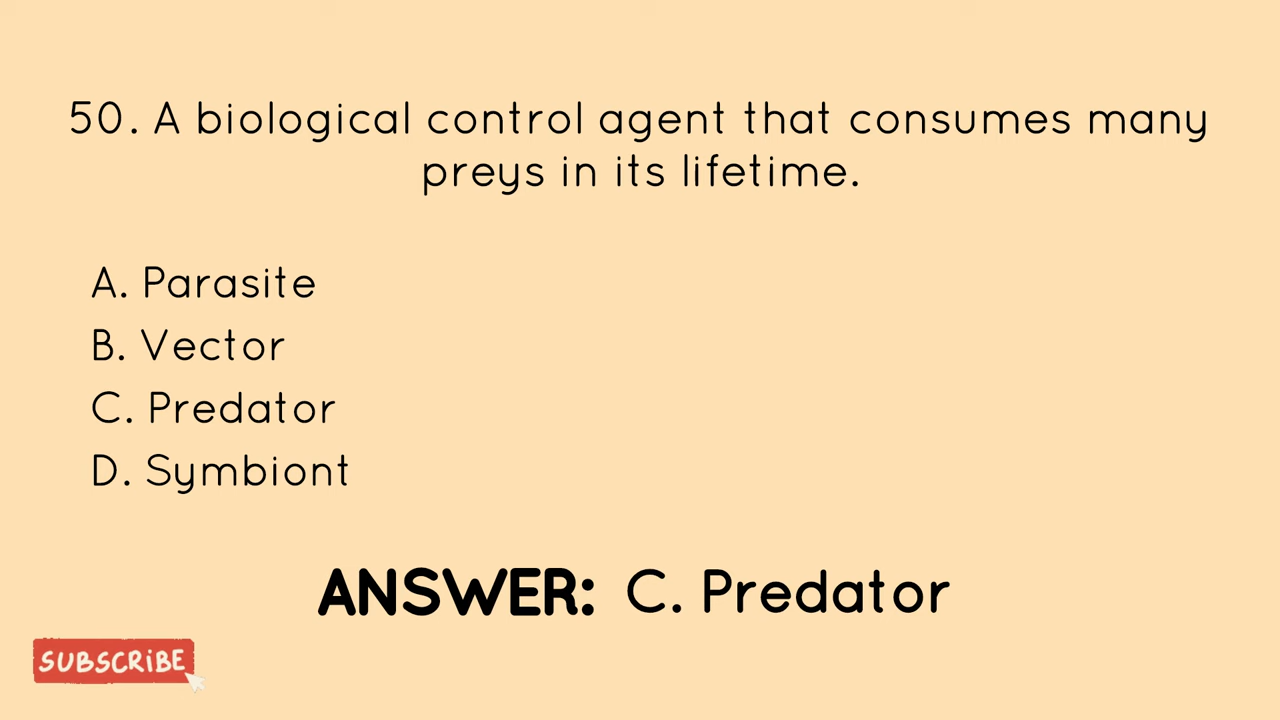 50. A biological control agent that consumes many
preys in its lifetime.
A. Parasite
B. Vector
C. Predator
D. Symbiont
ANSWER: C. Predator
SUBSCRiBE